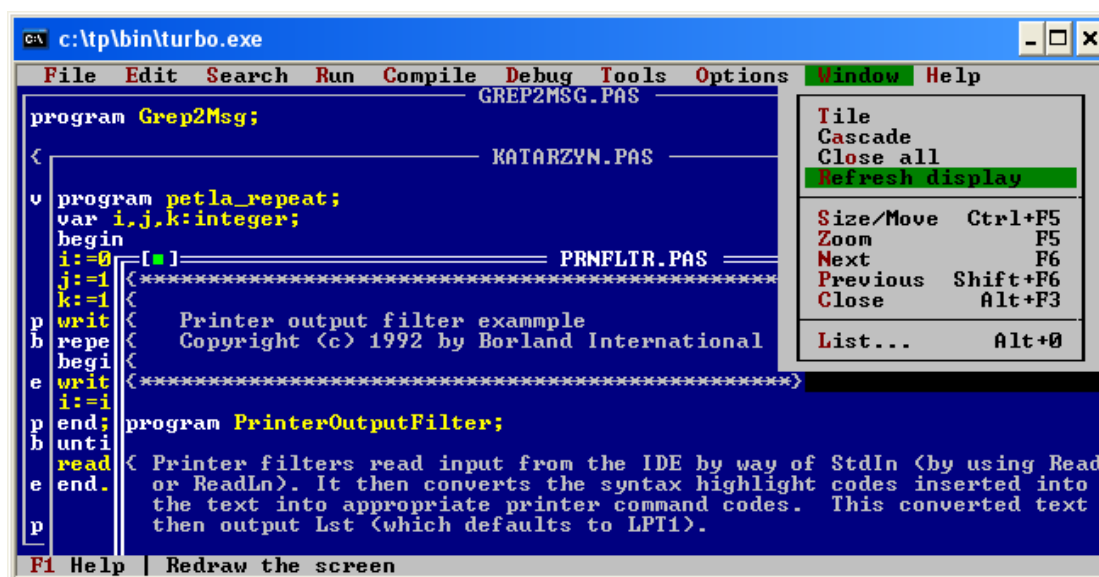 c:\tp\bin\turbo.exe
File Edit Search Run Compile Debug Tools Options Window Help
GREP2MSG.PAS
program Grep2Msg;
{
KATARZYN.PAS
v
program petla_repeat;
var i,j,k:integer;
begin
i:=0
j:=1
k:=1
p writ
b repe
begi
e writ
i:=i
p end;
b unti
read
e end.
p
[■] PRNFLTR.PAS
{***************************************************
{
{ Printer output filter exammple
{ Copyright (c) 1992 by Borland International
{
{**************************************************}
program PrinterOutputFilter;
{ Printer filters read input from the IDE by way of StdIn (by using Read
or ReadLn). It then converts the syntax highlight codes inserted into
the text into appropriate printer command codes. This converted text
then output Lst (which defaults to LPT1).
Tile
Cascade
Close all
Refresh display
Size/Move Ctrl+F5
Zoom F5
Next F6
Previous Shift+F6
Close Alt+F3
List... Alt+0
F1 Help | Redraw the screen